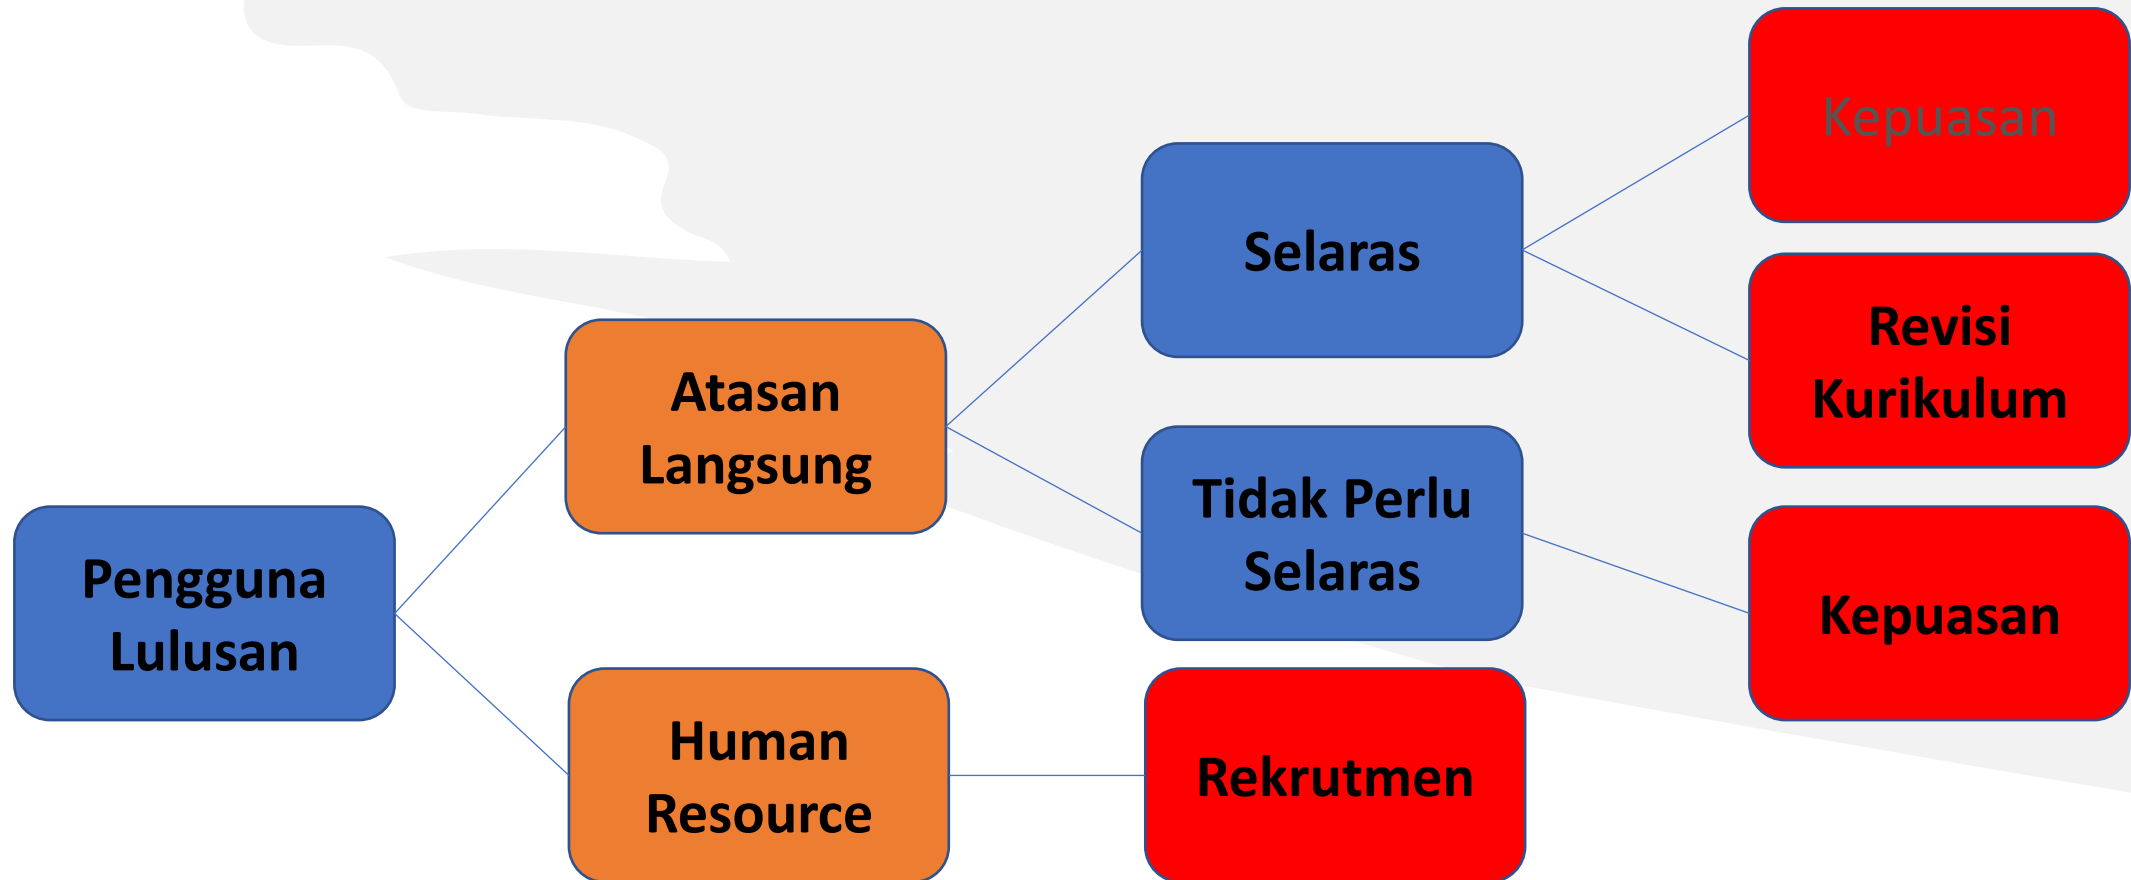 Pengguna
Lulusan
Atasan
Langsung
Human
Resource
Selaras
Tidak Perlu
Selaras
Rekrutmen
Kepuasan
Revisi
Kurikulum
Kepuasan